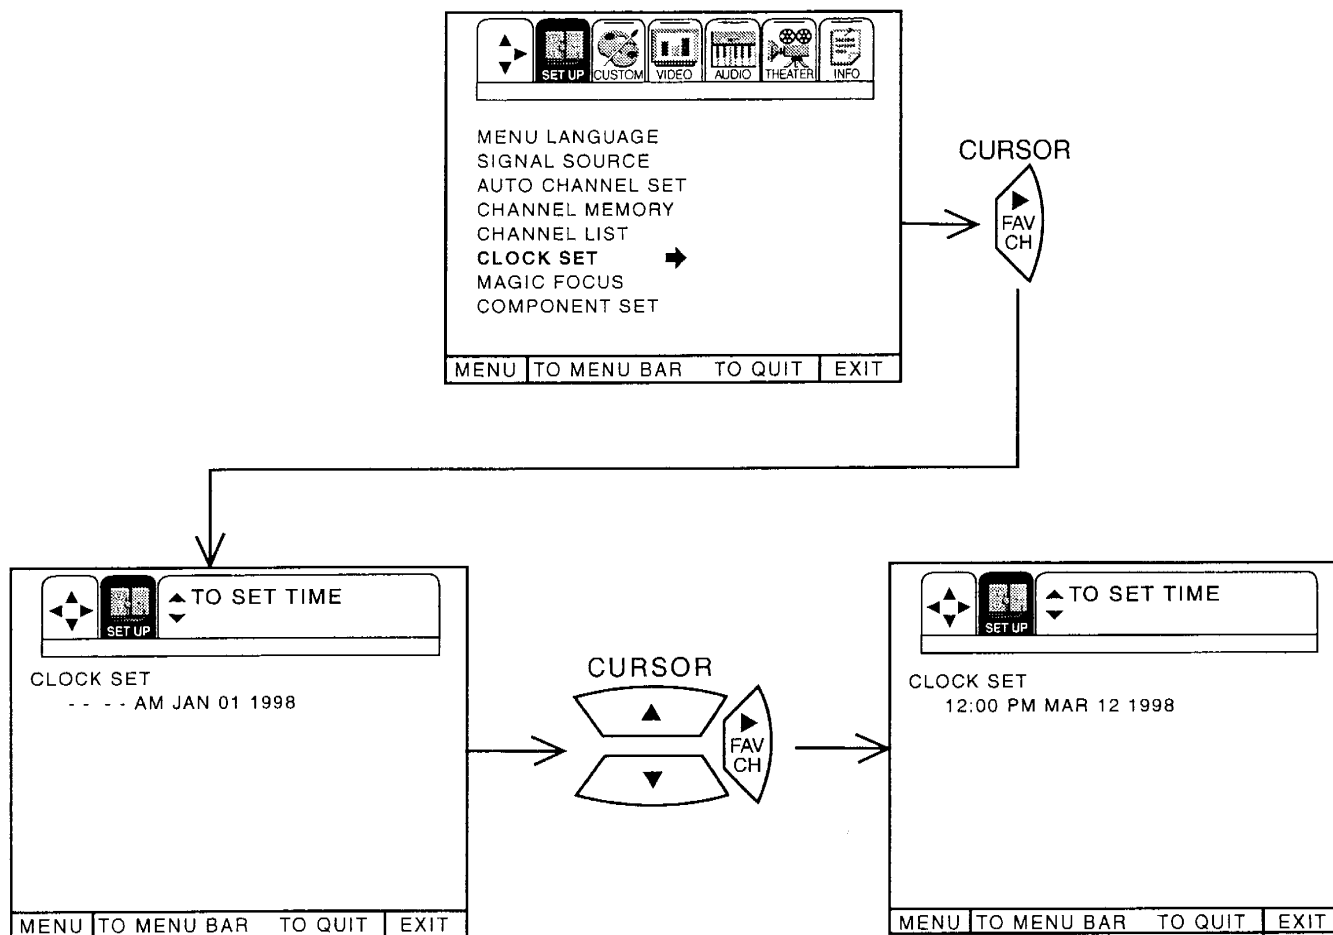 SET UP CUSTOM VIDEO AUDIO THEATER INFO
MENU LANGUAGE
SIGNAL SOURCE
AUTO CHANNEL SET
CHANNEL MEMORY
CHANNEL LIST
CLOCK SET
MAGIC FOCUS
COMPONENT SET
MENU TO MENU BAR TO QUIT EXIT
CURSOR
FAV
CH
SET UP
TO SET TIME
CLOCK SET
- - - - AM JAN 01 1998
MENU TO MENU BAR TO QUIT EXIT
CURSOR
FAV
CH
SET UP
TO SET TIME
CLOCK SET
12:00 PM MAR 12 1998
MENU TO MENU BAR TO QUIT EXIT